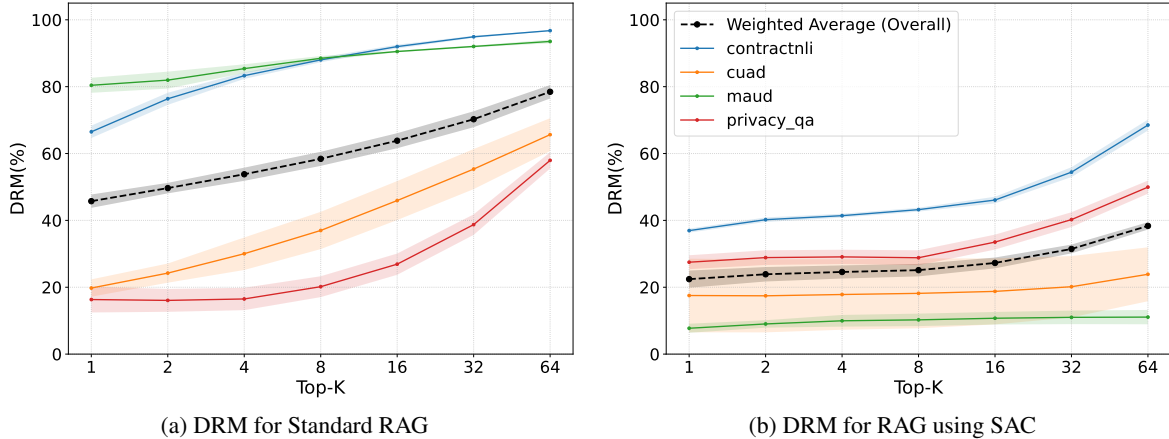 100
80
60
40
20
0
DRM(%)
1 2 4 8 16 32 64
Top-K
(a) DRM for Standard RAG
100
80
60
40
20
0
DRM(%)
Weighted Average (Overall)
contractnli
cuad
maud
privacy_qa
1 2 4 8 16 32 64
Top-K
(b) DRM for RAG using SAC